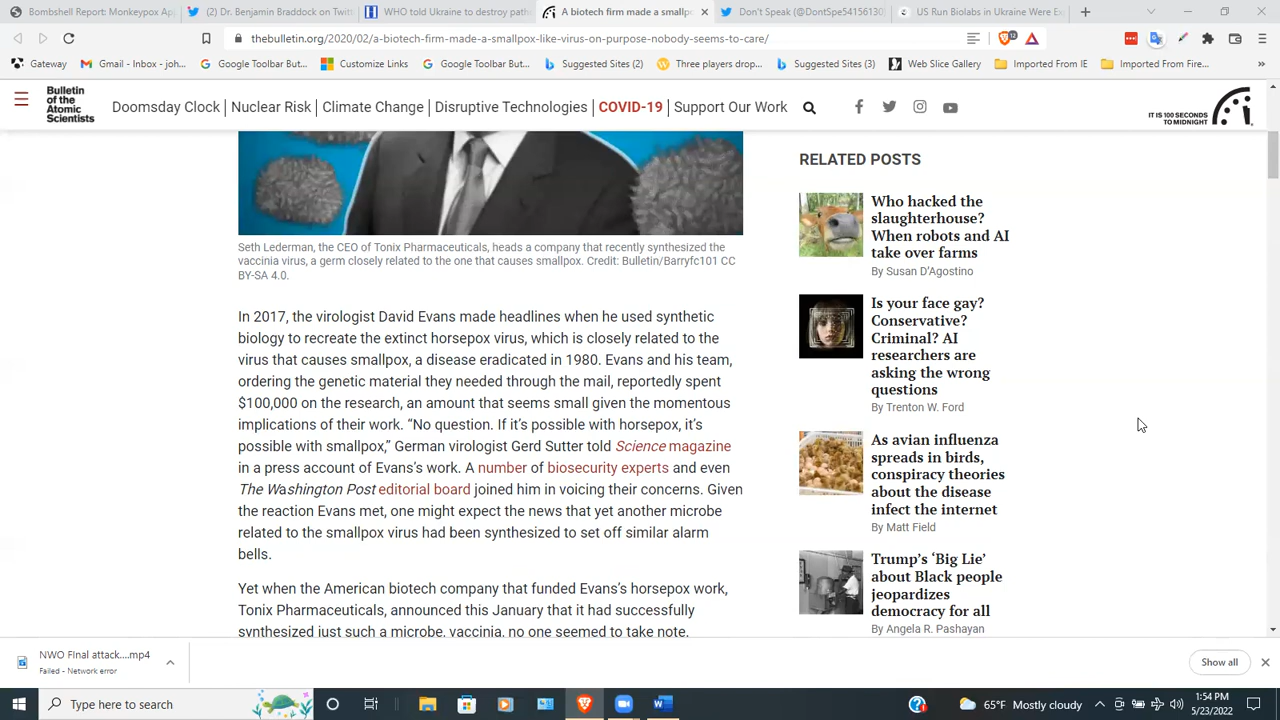 Bombshell Report: Monkeypox Ap
(2) Dr. Benjamin Braddock on Twit
WHO told Ukraine to destroy path
A biotech firm made a smallp
Don't Speak (@DontSpe54156130
US Run Biolabs in Ukraine Were Ex
thebulletin.org/2020/02/a-biotech-firm-made-a-smallpox-like-virus-on-purpose-nobody-seems-to-care/
12
Gateway
Gmail - Inbox - joh...
Google Toolbar But...
Customize Links
Google Toolbar But...
Suggested Sites (2)
Three players drop...
Suggested Sites (3)
Web Slice Gallery
Imported From IE
Imported From Fire...
Bulletin
of the
Atomic
Scientists
Doomsday Clock | Nuclear Risk | Climate Change | Disruptive Technologies | COVID-19 | Support Our Work
IT IS 100 SECONDS
TO MIDNIGHT
Seth Lederman, the CEO of Tonix Pharmaceuticals, heads a company that recently synthesized the
vaccinia virus, a germ closely related to the one that causes smallpox. Credit: Bulletin/Barryfc101 CC
BY-SA 4.0.
In 2017, the virologist David Evans made headlines when he used synthetic
biology to recreate the extinct horsepox virus, which is closely related to the
virus that causes smallpox, a disease eradicated in 1980. Evans and his team,
ordering the genetic material they needed through the mail, reportedly spent
$100,000 on the research, an amount that seems small given the momentous
implications of their work. “No question. If it’s possible with horsepox, it’s
possible with smallpox,” German virologist Gerd Sutter told Science magazine
in a press account of Evans’s work. A number of biosecurity experts and even
The Washington Post editorial board joined him in voicing their concerns. Given
the reaction Evans met, one might expect the news that yet another microbe
related to the smallpox virus had been synthesized to set off similar alarm
bells.
Yet when the American biotech company that funded Evans’s horsepox work,
Tonix Pharmaceuticals, announced this January that it had successfully
synthesized just such a microbe, vaccinia, no one seemed to take note.
RELATED POSTS
Who hacked the
slaughterhouse?
When robots and AI
take over farms
By Susan D’Agostino
Is your face gay?
Conservative?
Criminal? AI
researchers are
asking the wrong
questions
By Trenton W. Ford
As avian influenza
spreads in birds,
conspiracy theories
about the disease
infect the internet
By Matt Field
Trump’s ‘Big Lie’
about Black people
jeopardizes
democracy for all
By Angela R. Pashayan
NWO FInal attack....mp4
Failed - Network error
Show all
Type here to search
65°F Mostly cloudy
1:54 PM
5/23/2022